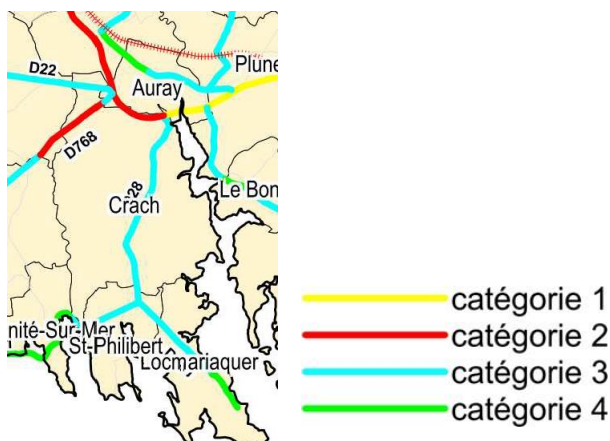 D22
Plune
Auray
D768
28
Le Bon
Crach
nité-Sur-Mer
St-Philibert
Locmariaquer
catégorie 1
catégorie 2
catégorie 3
catégorie 4